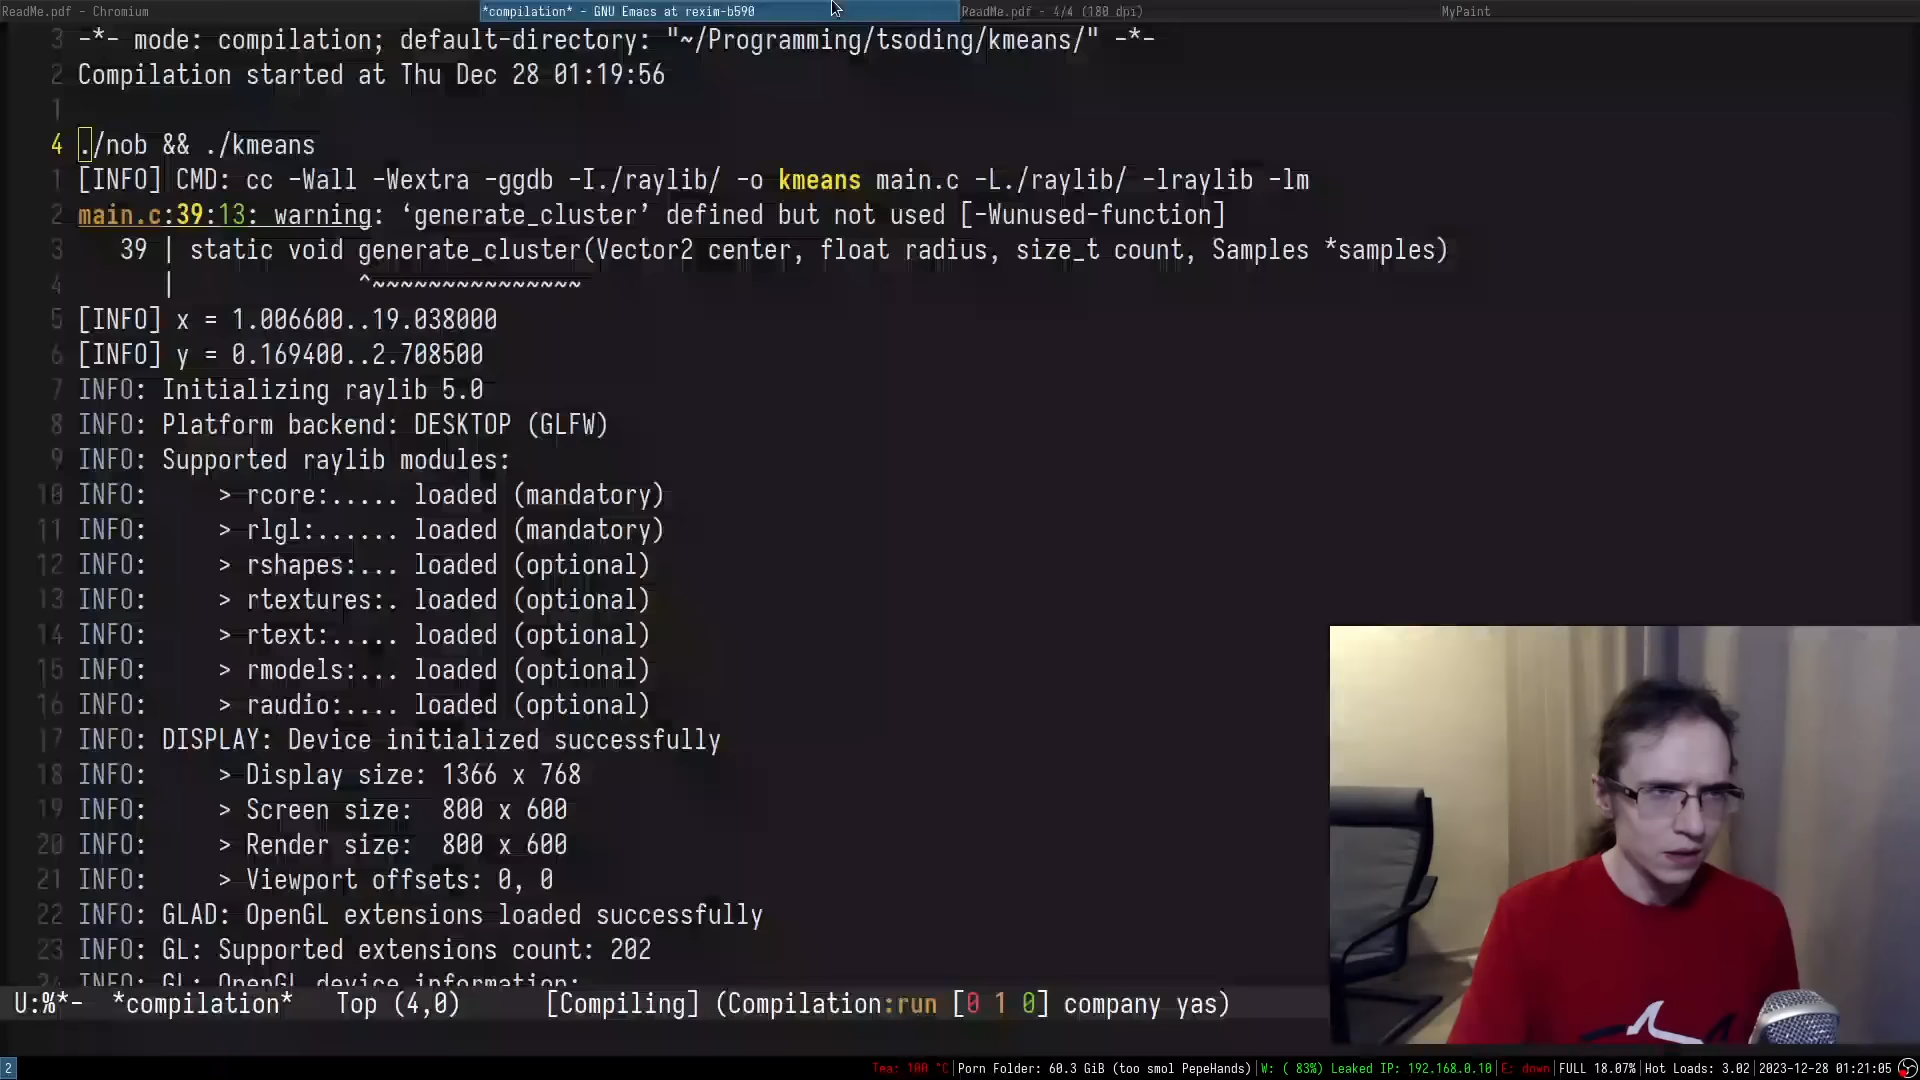 ReadMe.pdf - Chromium
*compilation* - GNU Emacs at rexim-b590
ReadMe.pdf - 4/4 (180 dpi)
MyPaint
3 -*- mode: compilation; default-directory: "~/Programming/tsoding/kmeans/" -*-
2 Compilation started at Thu Dec 28 01:19:56
1
4 ./nob && ./kmeans
1 [INFO] CMD: cc -Wall -Wextra -ggdb -I./raylib/ -o kmeans main.c -L./raylib/ -lraylib -lm
2 main.c:39:13: warning: ‘generate_cluster’ defined but not used [-Wunused-function]
3 39 | static void generate_cluster(Vector2 center, float radius, size_t count, Samples *samples)
4 | ^~~~~~~~~~~~~~~~
5 [INFO] x = 1.006600..19.038000
6 [INFO] y = 0.169400..2.708500
7 INFO: Initializing raylib 5.0
8 INFO: Platform backend: DESKTOP (GLFW)
9 INFO: Supported raylib modules:
10 INFO: > rcore:..... loaded (mandatory)
11 INFO: > rlgl:...... loaded (mandatory)
12 INFO: > rshapes:... loaded (optional)
13 INFO: > rtextures:. loaded (optional)
14 INFO: > rtext:..... loaded (optional)
15 INFO: > rmodels:... loaded (optional)
16 INFO: > raudio:.... loaded (optional)
17 INFO: DISPLAY: Device initialized successfully
18 INFO: > Display size: 1366 x 768
19 INFO: > Screen size: 800 x 600
20 INFO: > Render size: 800 x 600
21 INFO: > Viewport offsets: 0, 0
22 INFO: GLAD: OpenGL extensions loaded successfully
23 INFO: GL: Supported extensions count: 202
24 INFO: GL: OpenGL device information:
U:%*- *compilation* Top (4,0) [Compiling] (Compilation:run [0 1 0] company yas)
2
Tea: 100 °C|Porn Folder: 60.3 GiB (too smol PepeHands)|W: ( 83%) Leaked IP: 192.168.0.10|E: down|FULL 18.07%|Hot Loads: 3.02|2023-12-28 01:21:05